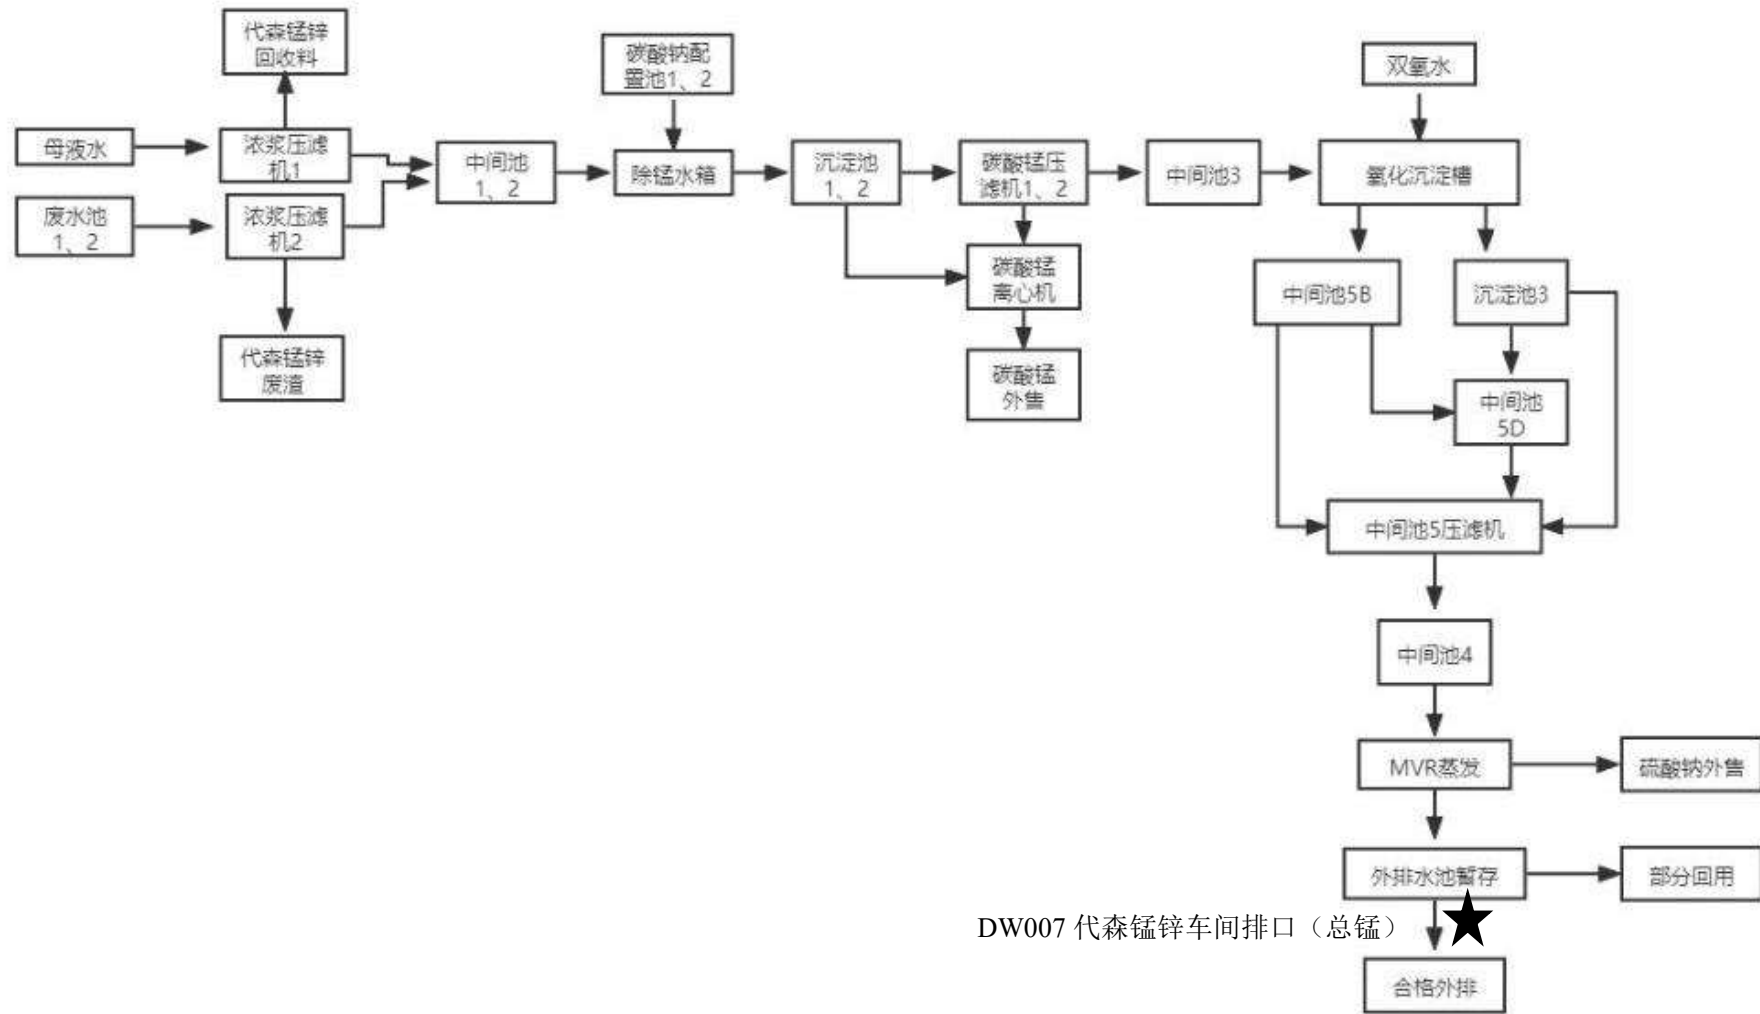 代森锰锌
回收料
碳酸钠配
置池1、2
双氧水
母液水
浓浆压滤
机1
中间池
1、2
除锰水箱
沉淀池
1、2
碳酸锰压
滤机1、2
中间池3
氧化沉淀槽
废水池
1、2
浓浆压滤
机2
碳酸锰
离心机
中间池5B
沉淀池3
代森锰锌
废渣
碳酸锰
外售
中间池
5D
中间池5压滤机
中间池4
MVR蒸发
硫酸钠外售
外排水池暂存
部分回用
DW007 代森锰锌车间排口（总锰）
合格外排